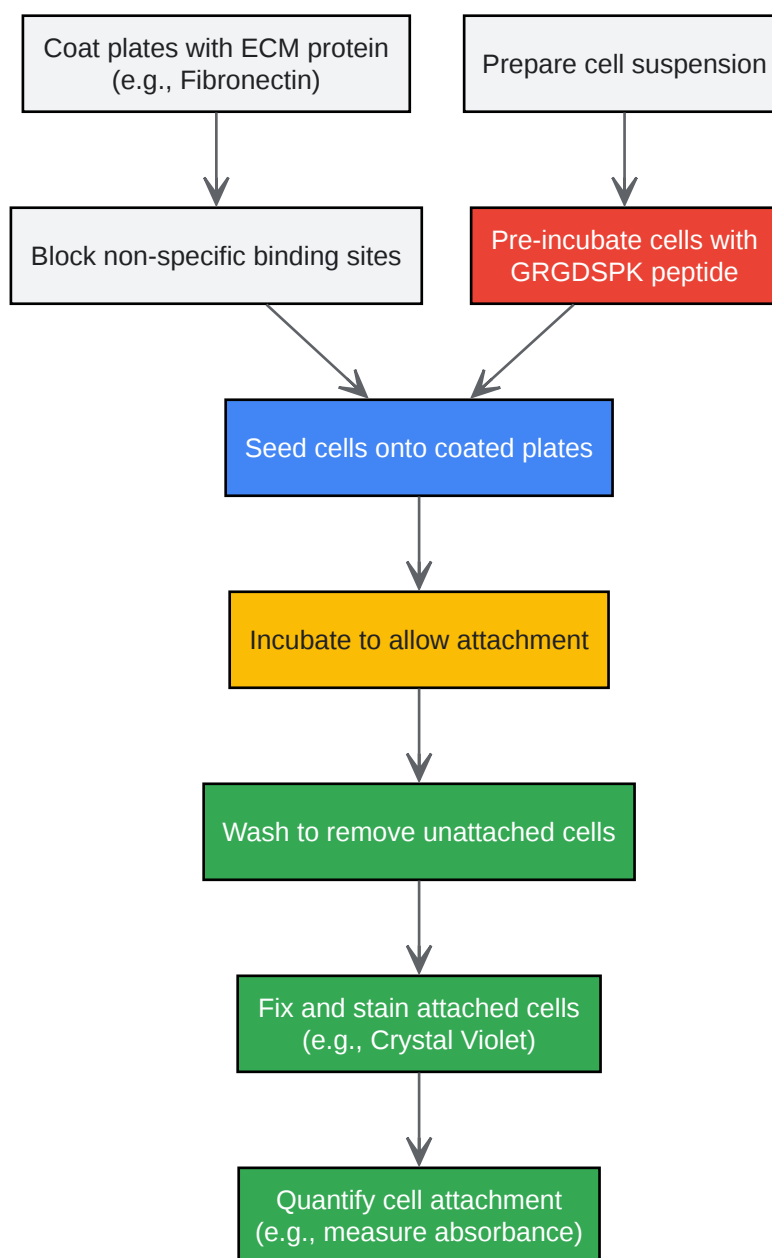 Coat plates with ECM protein
(e.g., Fibronectin)
Prepare cell suspension
Block non-specific binding sites
Pre-incubate cells with
GRGDSPK peptide
Seed cells onto coated plates
Incubate to allow attachment
Wash to remove unattached cells
Fix and stain attached cells
(e.g., Crystal Violet)
Quantify cell attachment
(e.g., measure absorbance)